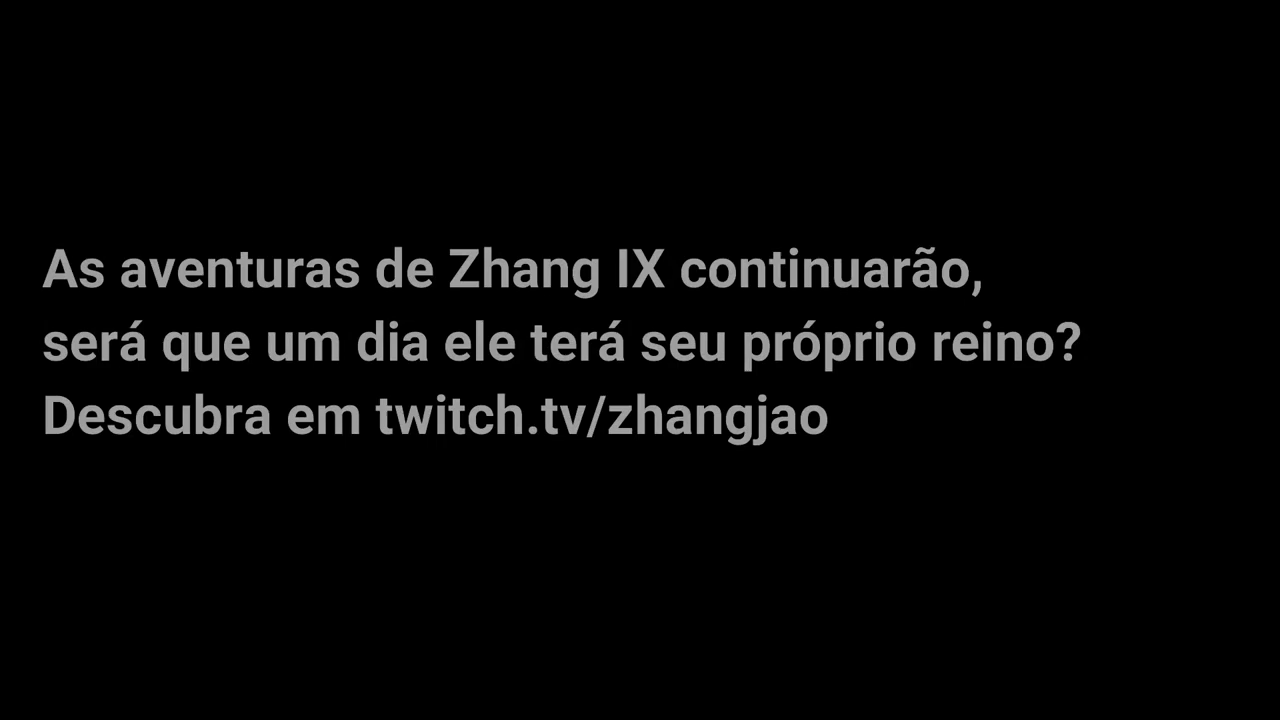 As aventuras de Zhang IX continuarão,
será que um dia ele terá seu próprio reino?
Descubra em twitch.tv/zhangjao